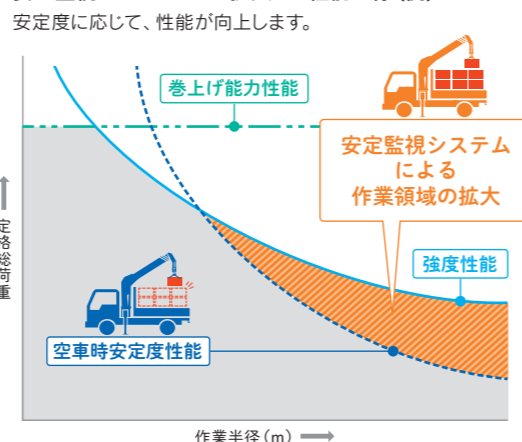 安定度に応じて、性能が向上します。
巻上げ能力性能
安定監視システム
による
作業領域の拡大
強度性能
空車時安定度性能
定格総荷重
作業半径(m)